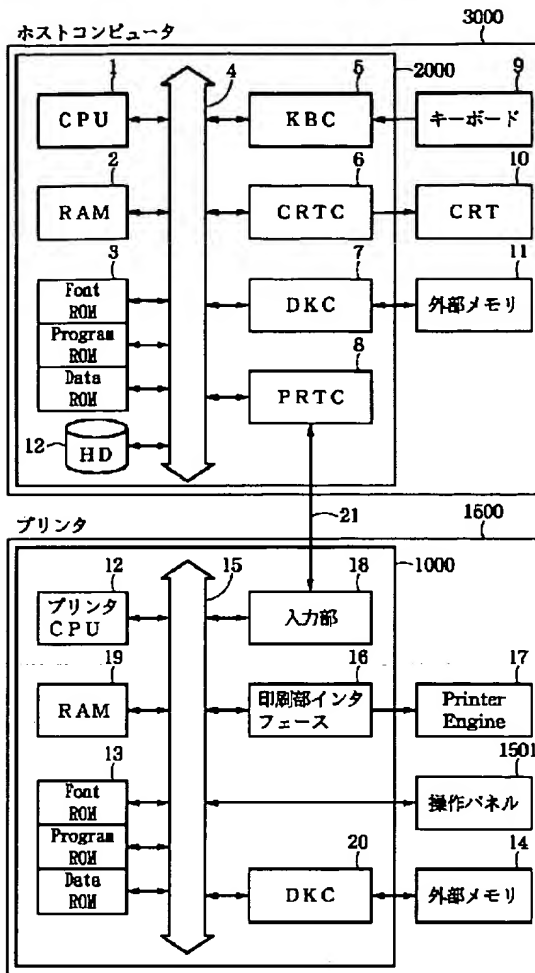 ホストコンピュータ
3000
1
4
5
2000
9
CPU
KBC
キーボード
2
6
10
RAM
CRTC
CRT
3
7
11
Font
ROM
DKC
外部メモリ
Program
ROM
8
Data
ROM
PRTC
12
HD
21
プリンタ
1600
12
15
18
1000
プリンタ
CPU
入力部
19
16
17
RAM
印刷部インタ
フェース
Printer
Engine
13
1501
Font
ROM
操作パネル
Program
ROM
20
14
Data
ROM
DKC
外部メモリ